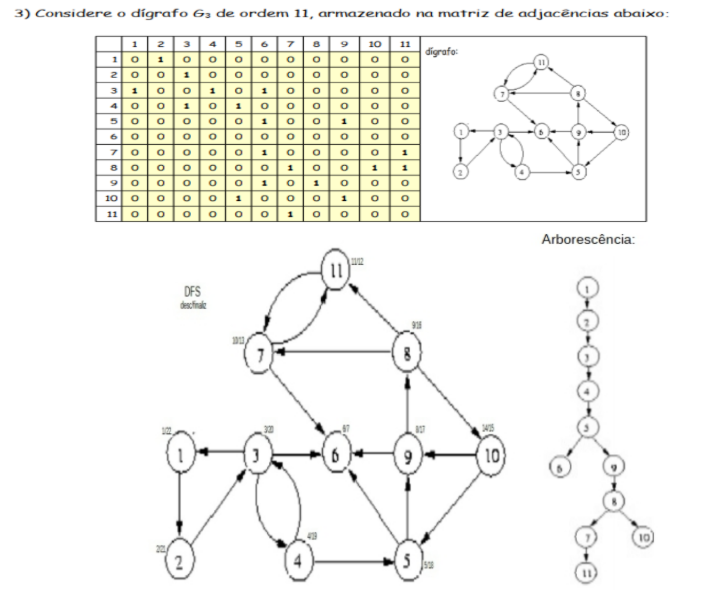 3) Considere o dígrafo G₃ de ordem 11, armazenado na matriz de adjacências abaixo:
1 2 3 4 5 6 7 8 9 10 11
1 0 1 0 0 0 0 0 0 0 0 0
2 0 0 1 0 0 0 0 0 0 0 0
3 1 0 0 1 0 1 0 0 0 0 0
4 0 0 1 0 1 0 0 0 0 0 0
5 0 0 0 0 0 1 0 0 1 0 0
6 0 0 0 0 0 0 0 0 0 0 0
7 0 0 0 0 0 1 0 0 0 0 1
8 0 0 0 0 0 0 1 0 0 1 1
9 0 0 0 0 0 1 0 1 0 0 0
10 0 0 0 0 1 0 0 0 1 0 0
11 0 0 0 0 0 0 1 0 0 0 0
dígrafo:
11
7 8
1 3 6 9 10
2 4 5
Arborescência:
DFS
desc/finaliz
11 11/12
7 10/13
8
1 1/22
3 3/20
6 6/7
9 8/17
10 14/15
2 2/21
4 4/19
5 5/18
1
2
3
4
5
6 9
8
7 10
11